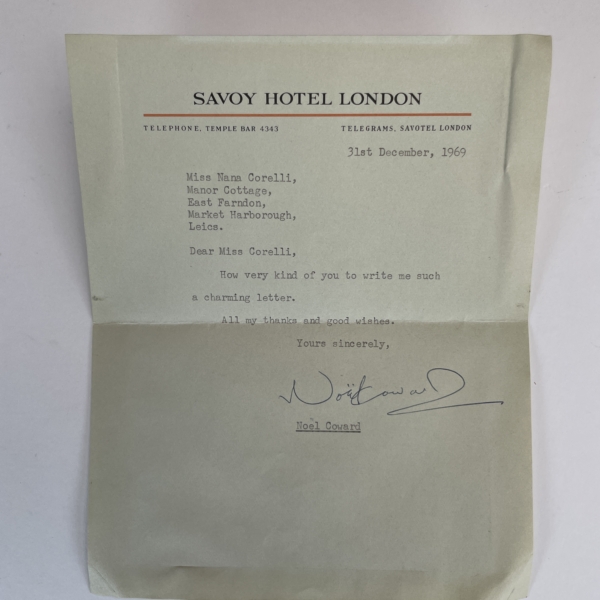 SAVOY HOTEL LONDON
TELEPHONE, TEMPLE BAR 4343 TELEGRAMS, SAVOTEL LONDON
31st December, 1969
Miss Nana Corelli,
Manor Cottage,
East Farndon,
Market Harborough,
Leics.
Dear Miss Corelli,
How very kind of you to write me such
a charming letter.
All my thanks and good wishes.
Yours sincerely,
Noël Coward
Noël Coward